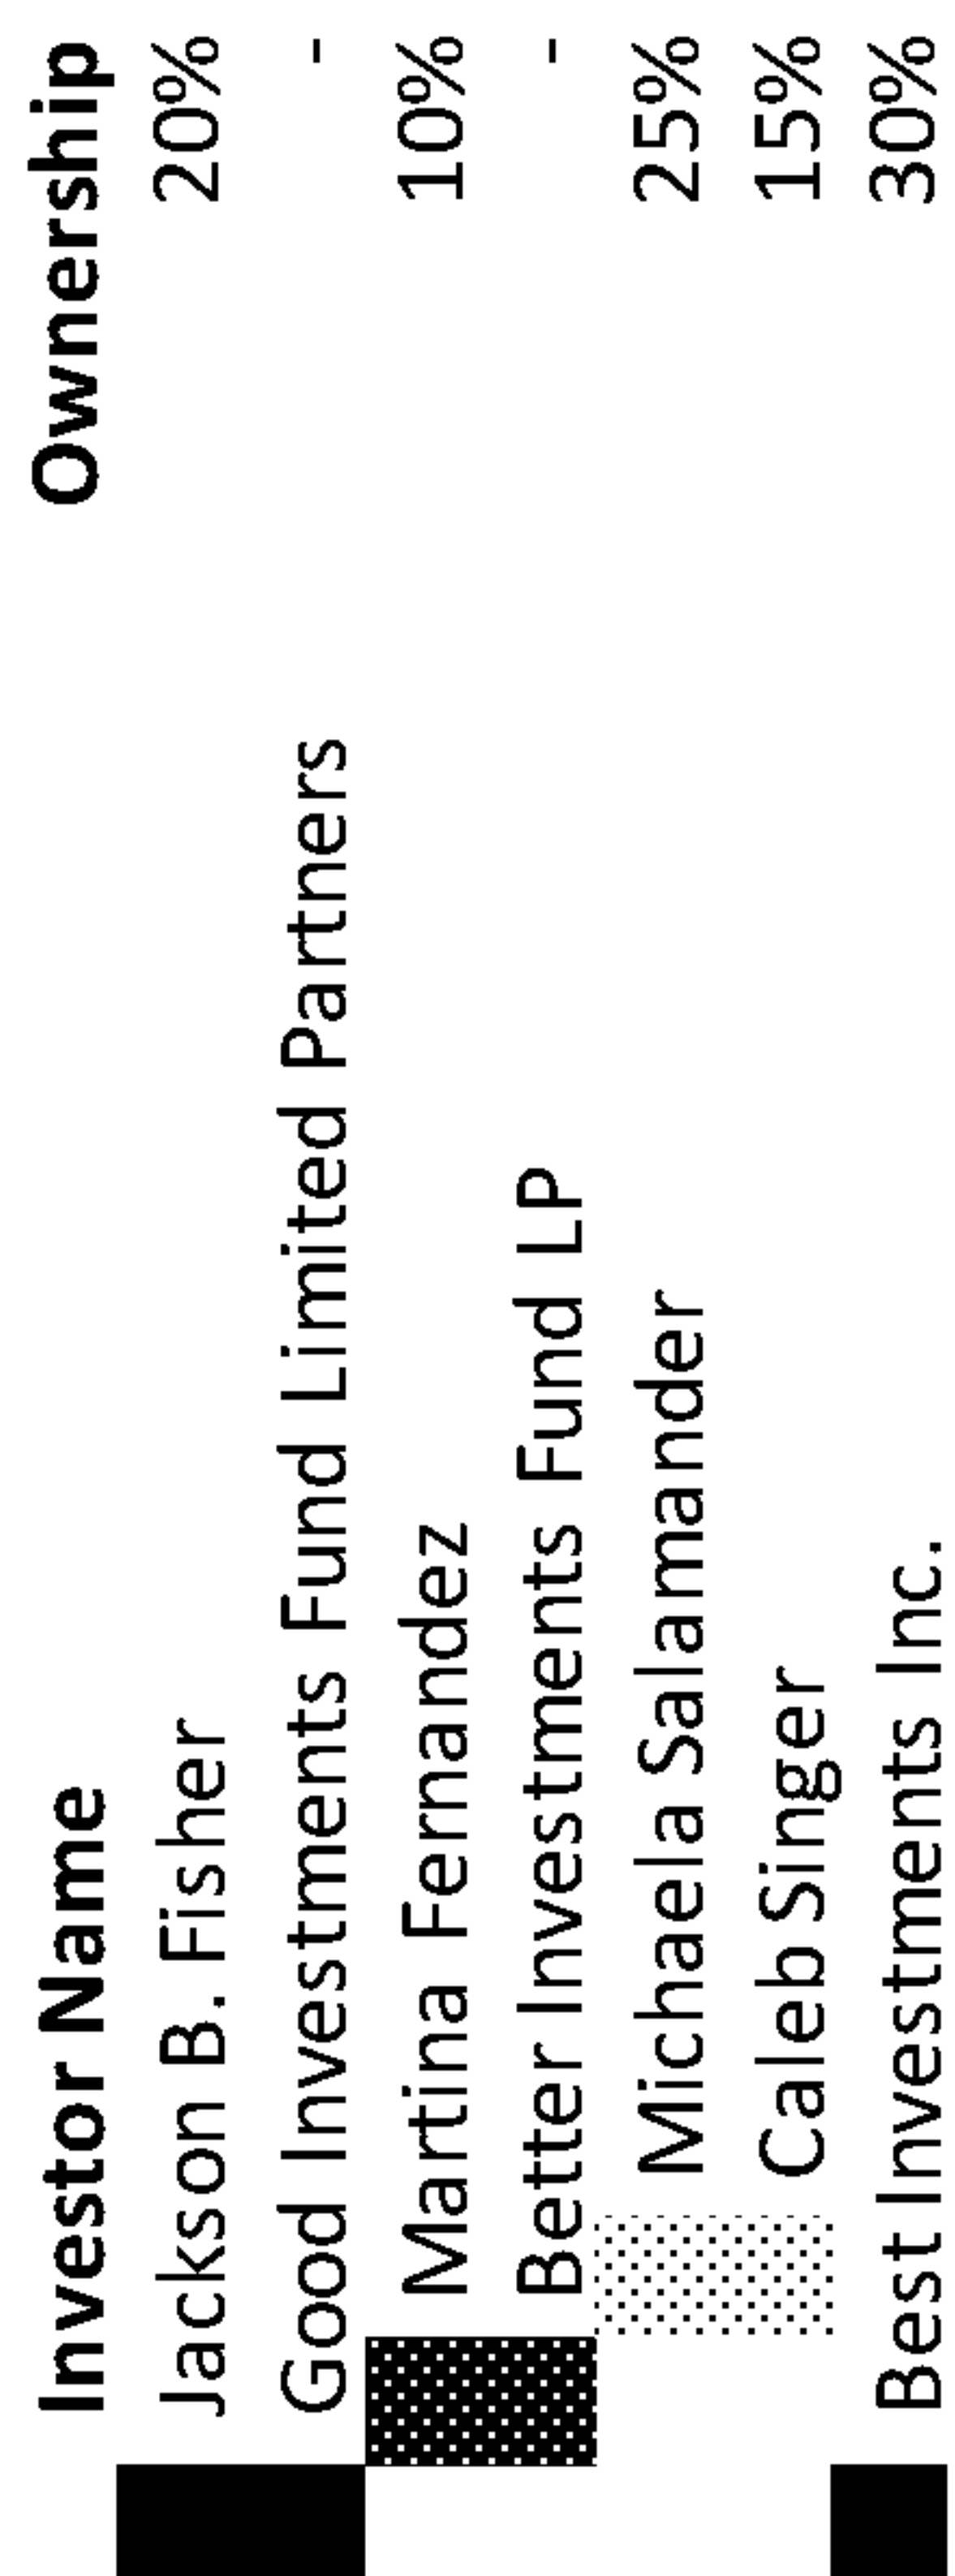 Investor Name Ownership
Jackson B. Fisher 20%
Good Investments Fund Limited Partners -
Martina Fernandez 10%
Better Investments Fund LP -
Michaela Salamander 25%
Caleb Singer 15%
Best Investments Inc. 30%